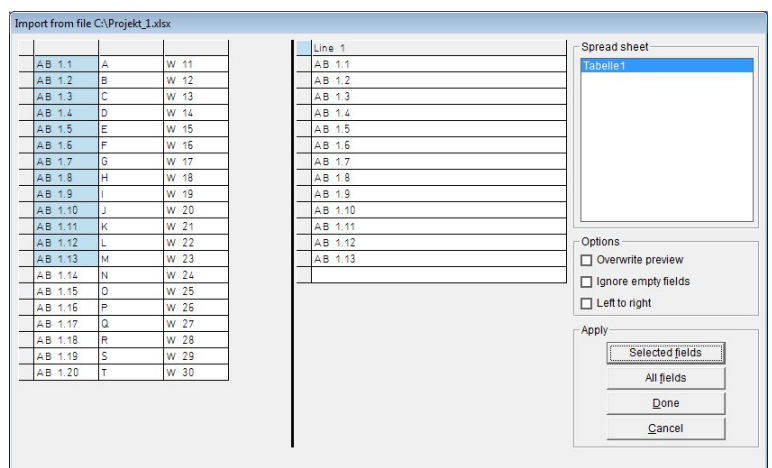 Import from file C:\Projekt_1.xlsx
AB 1.1 A W 11
AB 1.2 B W 12
AB 1.3 C W 13
AB 1.4 D W 14
AB 1.5 E W 15
AB 1.6 F W 16
AB 1.7 G W 17
AB 1.8 H W 18
AB 1.9 I W 19
AB 1.10 J W 20
AB 1.11 K W 21
AB 1.12 L W 22
AB 1.13 M W 23
AB 1.14 N W 24
AB 1.15 O W 25
AB 1.16 P W 26
AB 1.17 Q W 27
AB 1.18 R W 28
AB 1.19 S W 29
AB 1.20 T W 30
Line 1
AB 1.1
AB 1.2
AB 1.3
AB 1.4
AB 1.5
AB 1.6
AB 1.7
AB 1.8
AB 1.9
AB 1.10
AB 1.11
AB 1.12
AB 1.13
Spread sheet
Tabelle1
Options
Overwrite preview
Ignore empty fields
Left to right
Apply
Selected fields
All fields
Done
Cancel